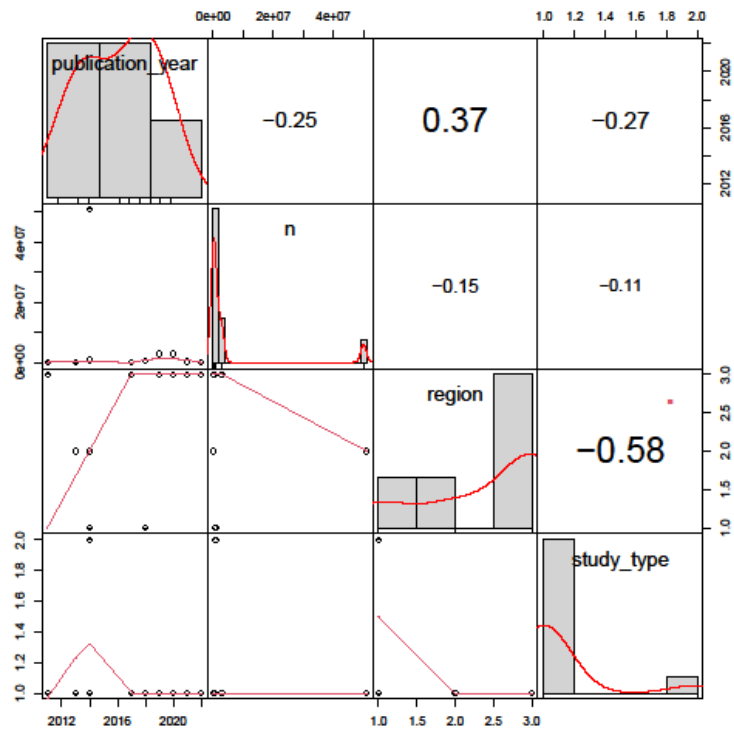 0e+00 2e+07 4e+07 1.0 1.2 1.4 1.6 1.8 2.0
publication_year −0.25 0.37 −0.27
2012 2016 2020
0e+00 2e+07 4e+07
n −0.15 −0.11
region −0.58
1.0 1.5 2.0 2.5 3.0
1.0 1.2 1.4 1.6 1.8 2.0
study_type
2012 2016 2020 1.0 1.5 2.0 2.5 3.0